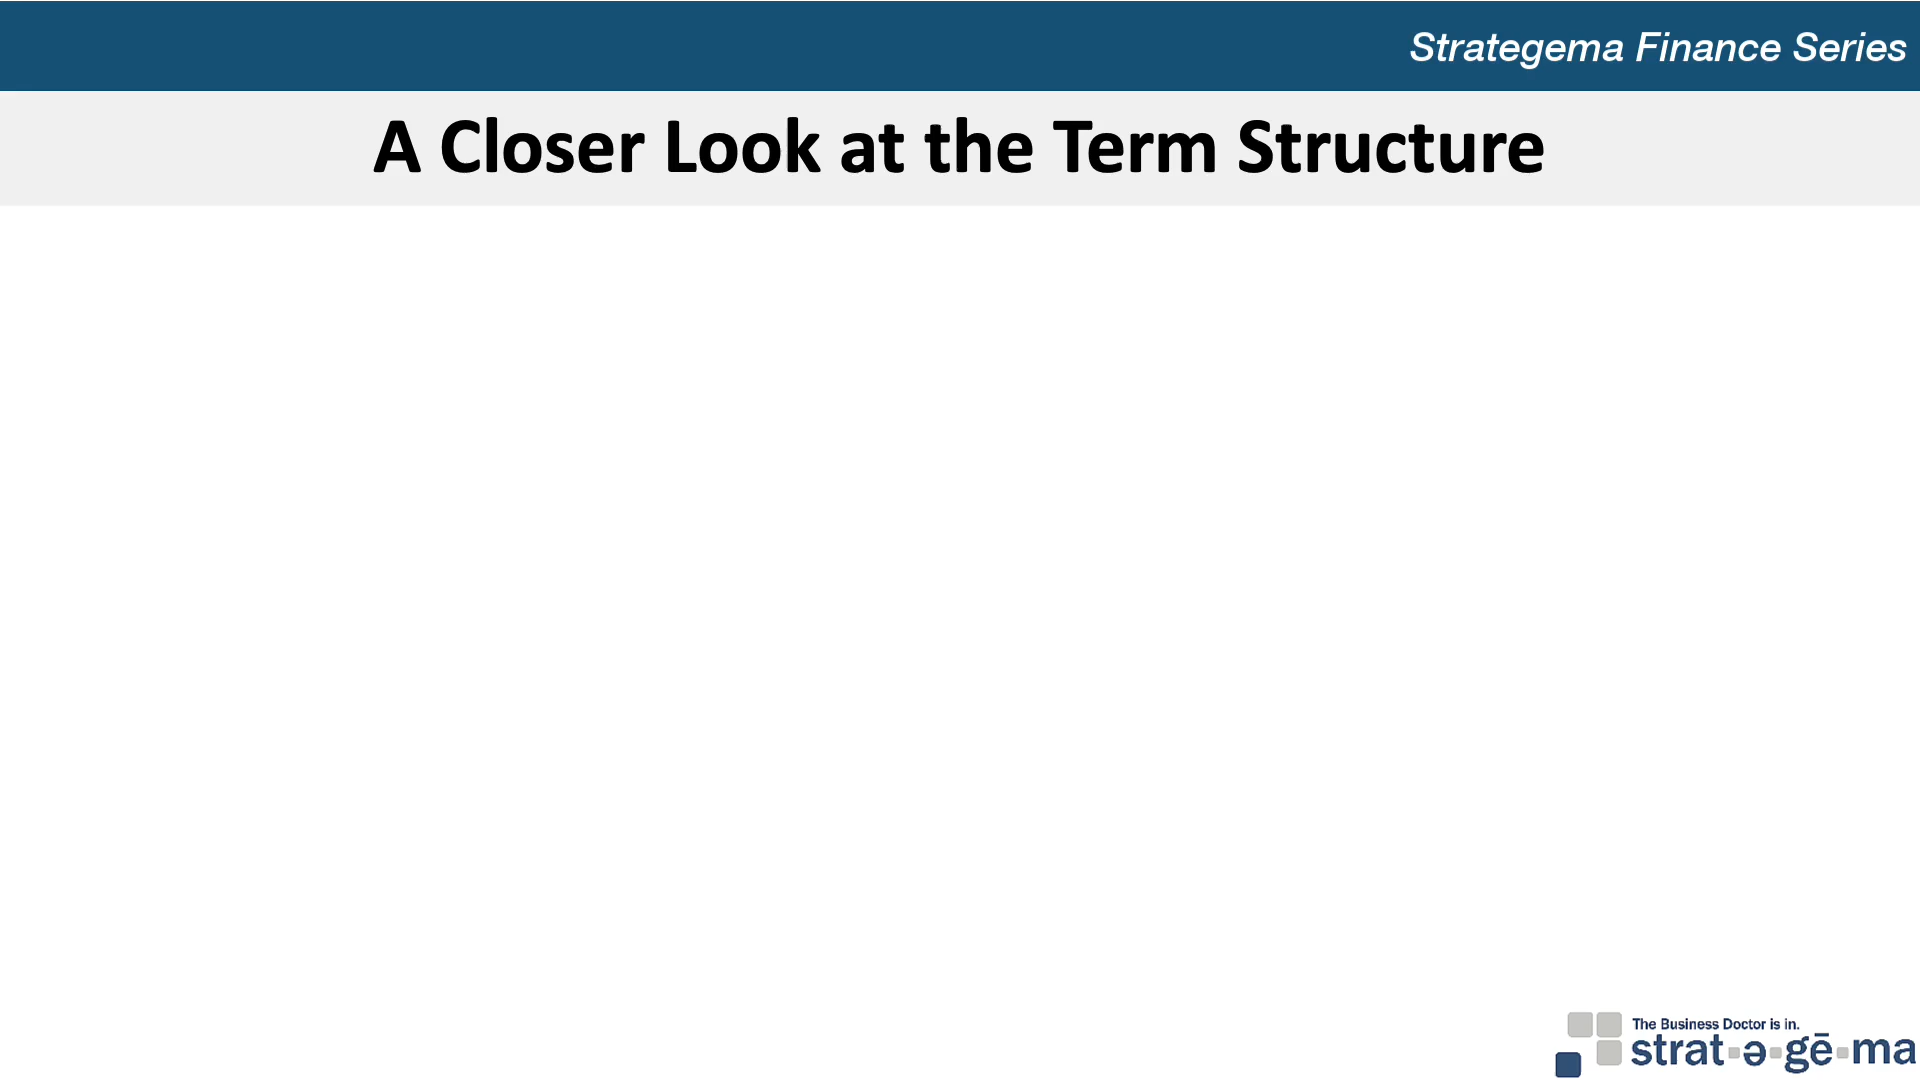 Strategema Finance Series
A Closer Look at the Term Structure
The Business Doctor is in.
strat-ə-gē-ma